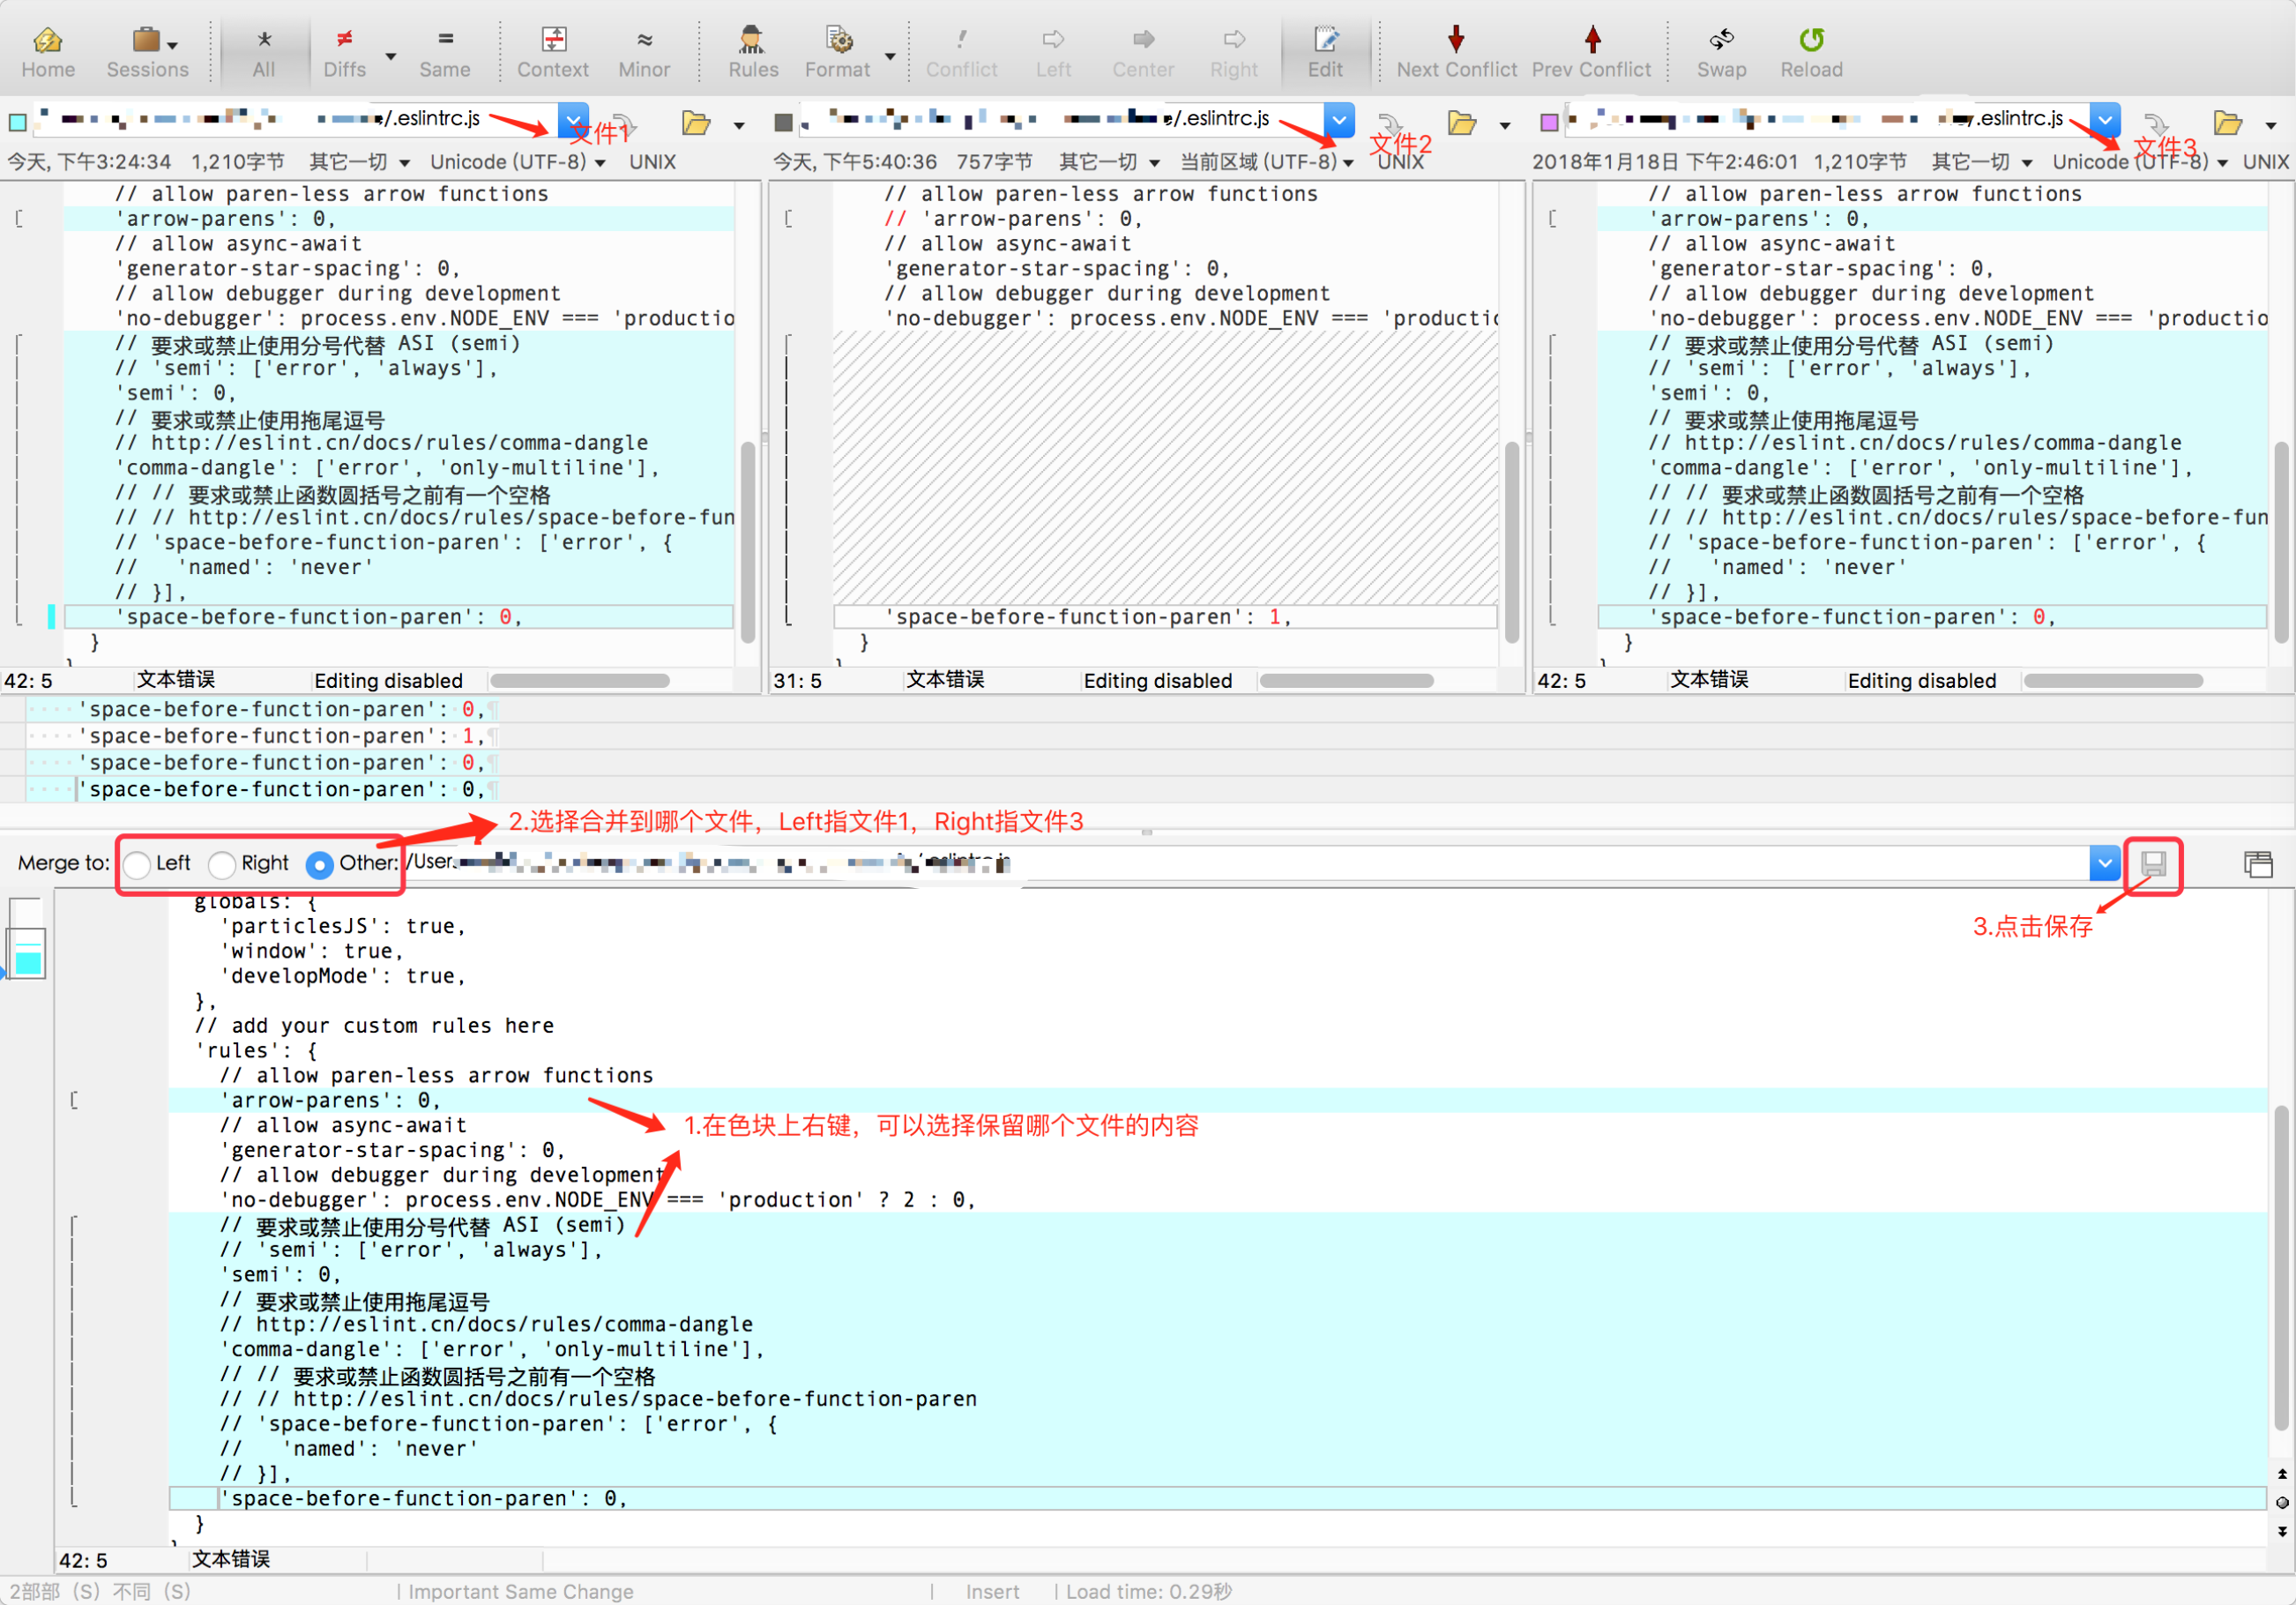 Home Sessions All Diffs Same Context Minor Rules Format Conflict Left Center Right Edit Next Conflict Prev Conflict Swap Reload
/.eslintrc.js 文件1
/.eslintrc.js 文件2
/.eslintrc.js 文件3
今天, 下午3:24:34 1,210字节 其它一切 Unicode (UTF-8) UNIX
今天, 下午5:40:36 757字节 其它一切 当前区域 (UTF-8) UNIX
2018年1月18日 下午2:46:01 1,210字节 其它一切 Unicode (UTF-8) UNIX
// allow paren-less arrow functions
'arrow-parens': 0,
// allow async-await
'generator-star-spacing': 0,
// allow debugger during development
'no-debugger': process.env.NODE_ENV === 'productio
// 要求或禁止使用分号代替 ASI (semi)
// 'semi': ['error', 'always'],
'semi': 0,
// 要求或禁止使用拖尾逗号
// http://eslint.cn/docs/rules/comma-dangle
'comma-dangle': ['error', 'only-multiline'],
// // 要求或禁止函数圆括号之前有一个空格
// // http://eslint.cn/docs/rules/space-before-fun
// 'space-before-function-paren': ['error', {
//   'named': 'never'
// }],
'space-before-function-paren': 0,
}
42: 5 文本错误 Editing disabled
// allow paren-less arrow functions
// 'arrow-parens': 0,
// allow async-await
'generator-star-spacing': 0,
// allow debugger during development
'no-debugger': process.env.NODE_ENV === 'productio
'space-before-function-paren': 1,
}
31: 5 文本错误 Editing disabled
// allow paren-less arrow functions
'arrow-parens': 0,
// allow async-await
'generator-star-spacing': 0,
// allow debugger during development
'no-debugger': process.env.NODE_ENV === 'productio
// 要求或禁止使用分号代替 ASI (semi)
// 'semi': ['error', 'always'],
'semi': 0,
// 要求或禁止使用拖尾逗号
// http://eslint.cn/docs/rules/comma-dangle
'comma-dangle': ['error', 'only-multiline'],
// // 要求或禁止函数圆括号之前有一个空格
// // http://eslint.cn/docs/rules/space-before-fun
// 'space-before-function-paren': ['error', {
//   'named': 'never'
// }],
'space-before-function-paren': 0,
}
42: 5 文本错误 Editing disabled
'space-before-function-paren': 0,¶
'space-before-function-paren': 1,¶
'space-before-function-paren': 0,¶
'space-before-function-paren': 0,¶
2.选择合并到哪个文件，Left指文件1，Right指文件3
Merge to: Left Right Other: /Users
3.点击保存
globals: {
'particlesJS': true,
'window': true,
'developMode': true,
},
// add your custom rules here
'rules': {
// allow paren-less arrow functions
'arrow-parens': 0,
1.在色块上右键，可以选择保留哪个文件的内容
// allow async-await
'generator-star-spacing': 0,
// allow debugger during development
'no-debugger': process.env.NODE_ENV === 'production' ? 2 : 0,
// 要求或禁止使用分号代替 ASI (semi)
// 'semi': ['error', 'always'],
'semi': 0,
// 要求或禁止使用拖尾逗号
// http://eslint.cn/docs/rules/comma-dangle
'comma-dangle': ['error', 'only-multiline'],
// // 要求或禁止函数圆括号之前有一个空格
// // http://eslint.cn/docs/rules/space-before-function-paren
// 'space-before-function-paren': ['error', {
//   'named': 'never'
// }],
'space-before-function-paren': 0,
}
42: 5 文本错误
2部部 (S) 不同 (S) Important Same Change Insert Load time: 0.29秒